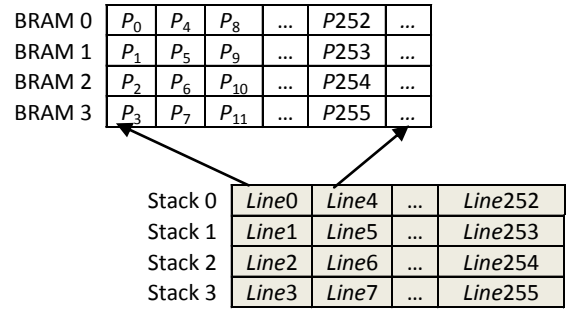 BRAM 0 P0 P4 P8 ... P252 ...
BRAM 1 P1 P5 P9 ... P253 ...
BRAM 2 P2 P6 P10 ... P254 ...
BRAM 3 P3 P7 P11 ... P255 ...
Stack 0 Line0 Line4 ... Line252
Stack 1 Line1 Line5 ... Line253
Stack 2 Line2 Line6 ... Line254
Stack 3 Line3 Line7 ... Line255